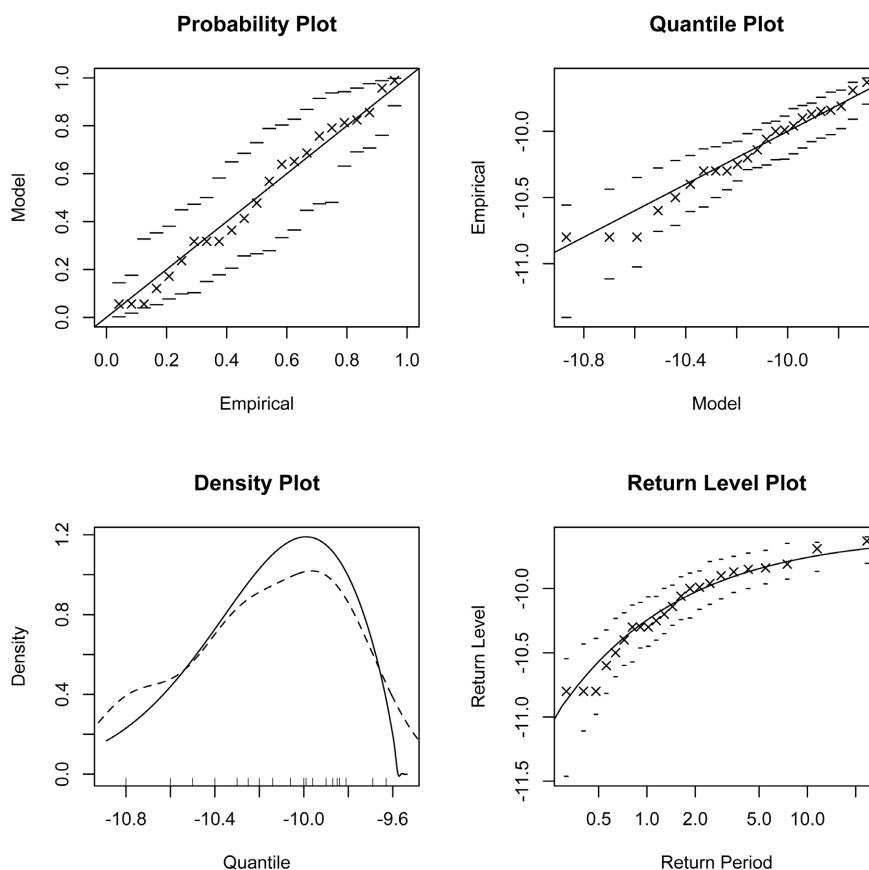 Probability Plot
Quantile Plot
1.0
0.8
0.6
0.4
0.2
0.0
Model
0.0 0.2 0.4 0.6 0.8 1.0
Empirical
-10.0
-10.5
-11.0
Empirical
-10.8 -10.4 -10.0
Model
Density Plot
Return Level Plot
1.2
0.8
0.4
0.0
Density
-10.8 -10.4 -10.0 -9.6
Quantile
-10.0
-10.5
-11.0
-11.5
Return Level
0.5 1.0 2.0 5.0 10.0
Return Period